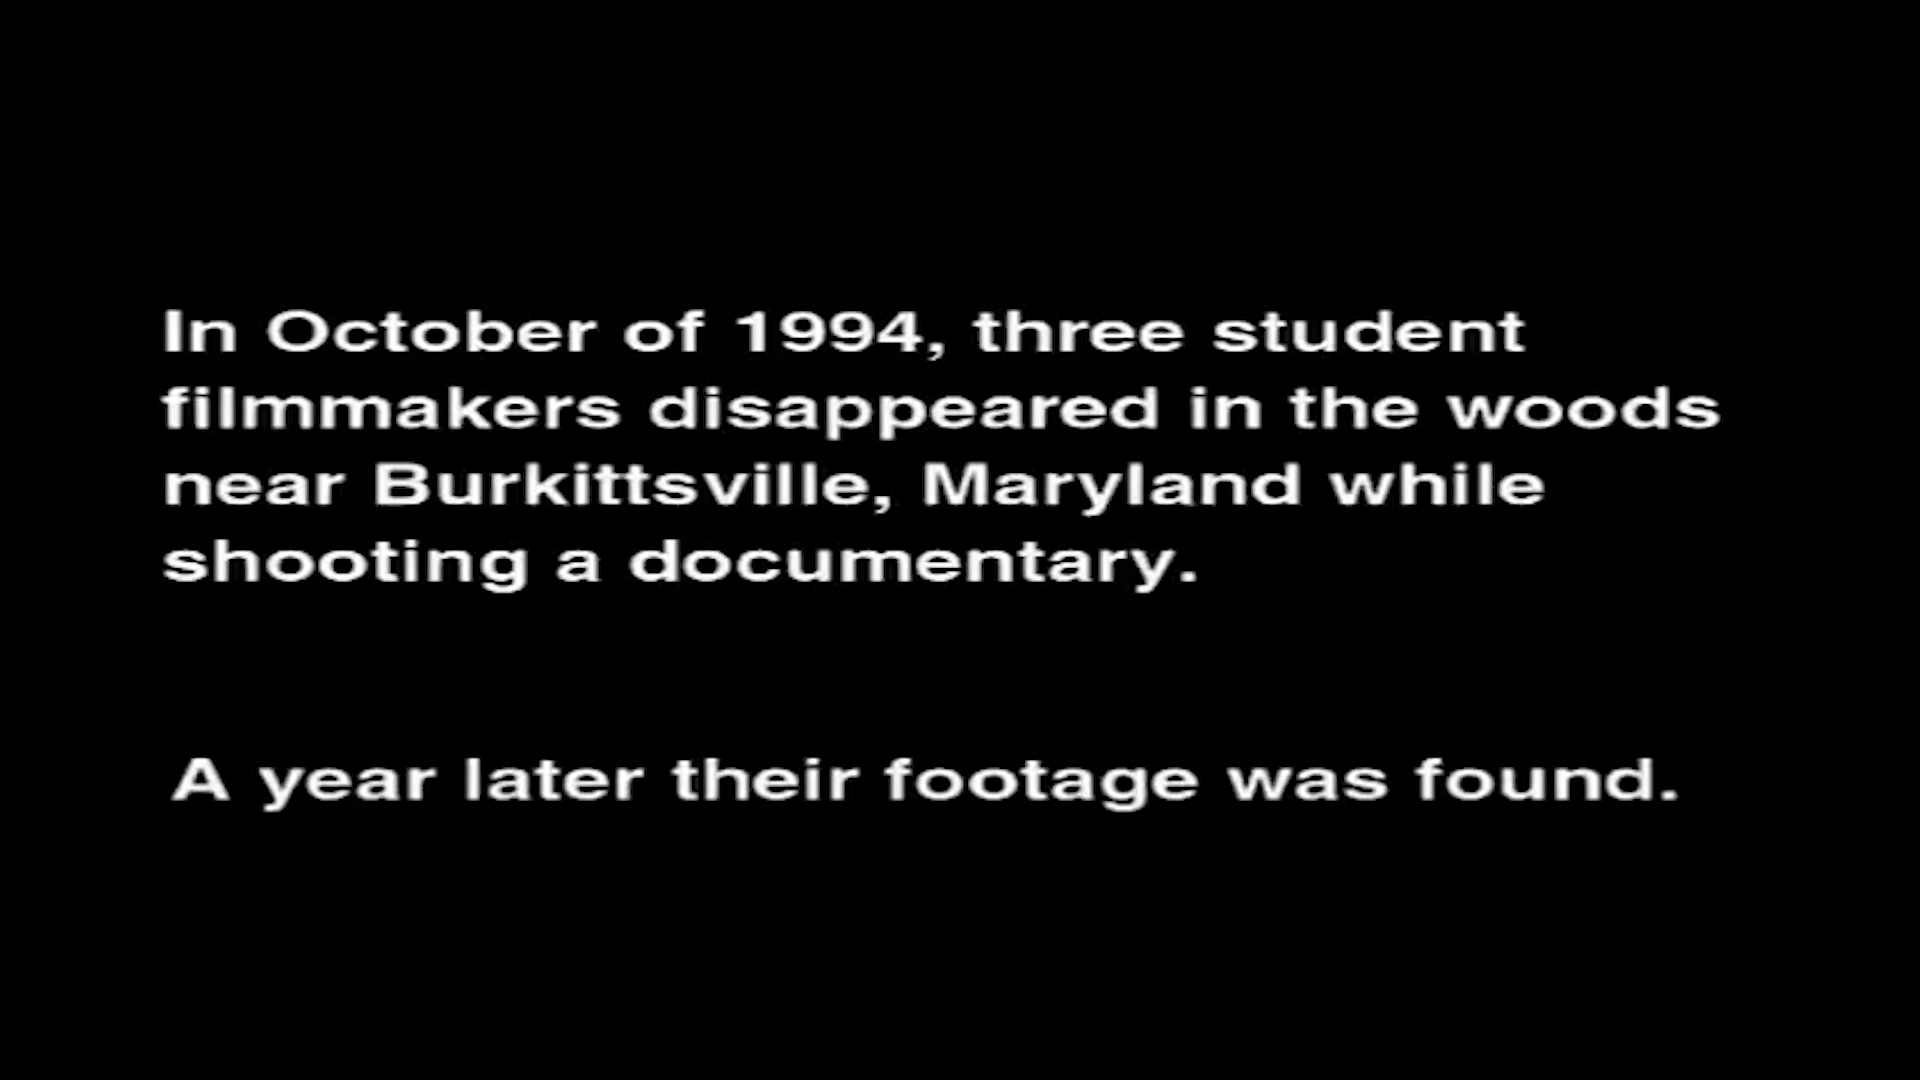 In October of 1994, three student
filmmakers disappeared in the woods
near Burkittsville, Maryland while
shooting a documentary.
A year later their footage was found.